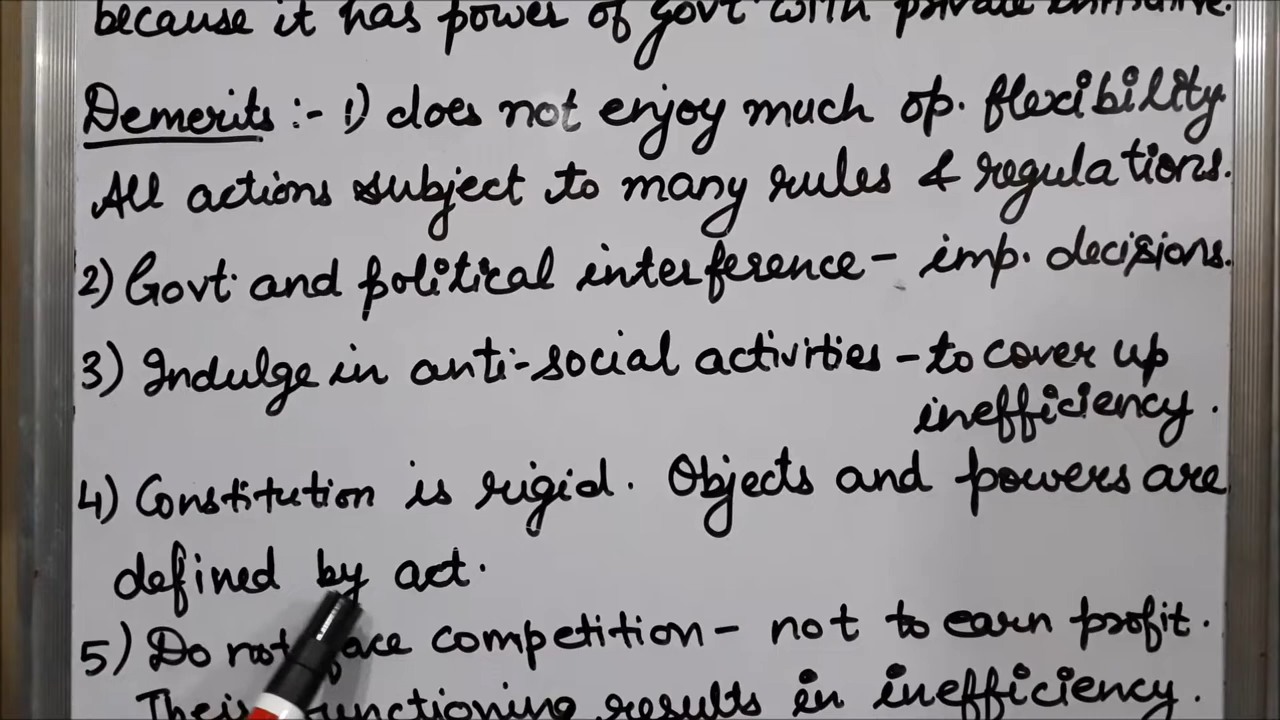 because it has power of govt with private initiative.
Demerits :- 1) does not enjoy much op. flexibility
All actions subject to many rules & regulations.
2) Govt. and political interference - imp. decisions.
3) Indulge in anti-social activities - to cover up
inefficiency.
4) Constitution is rigid. Objects and powers are
defined by act.
5) Do not face competition - not to earn profit.
Their functioning results in inefficiency.